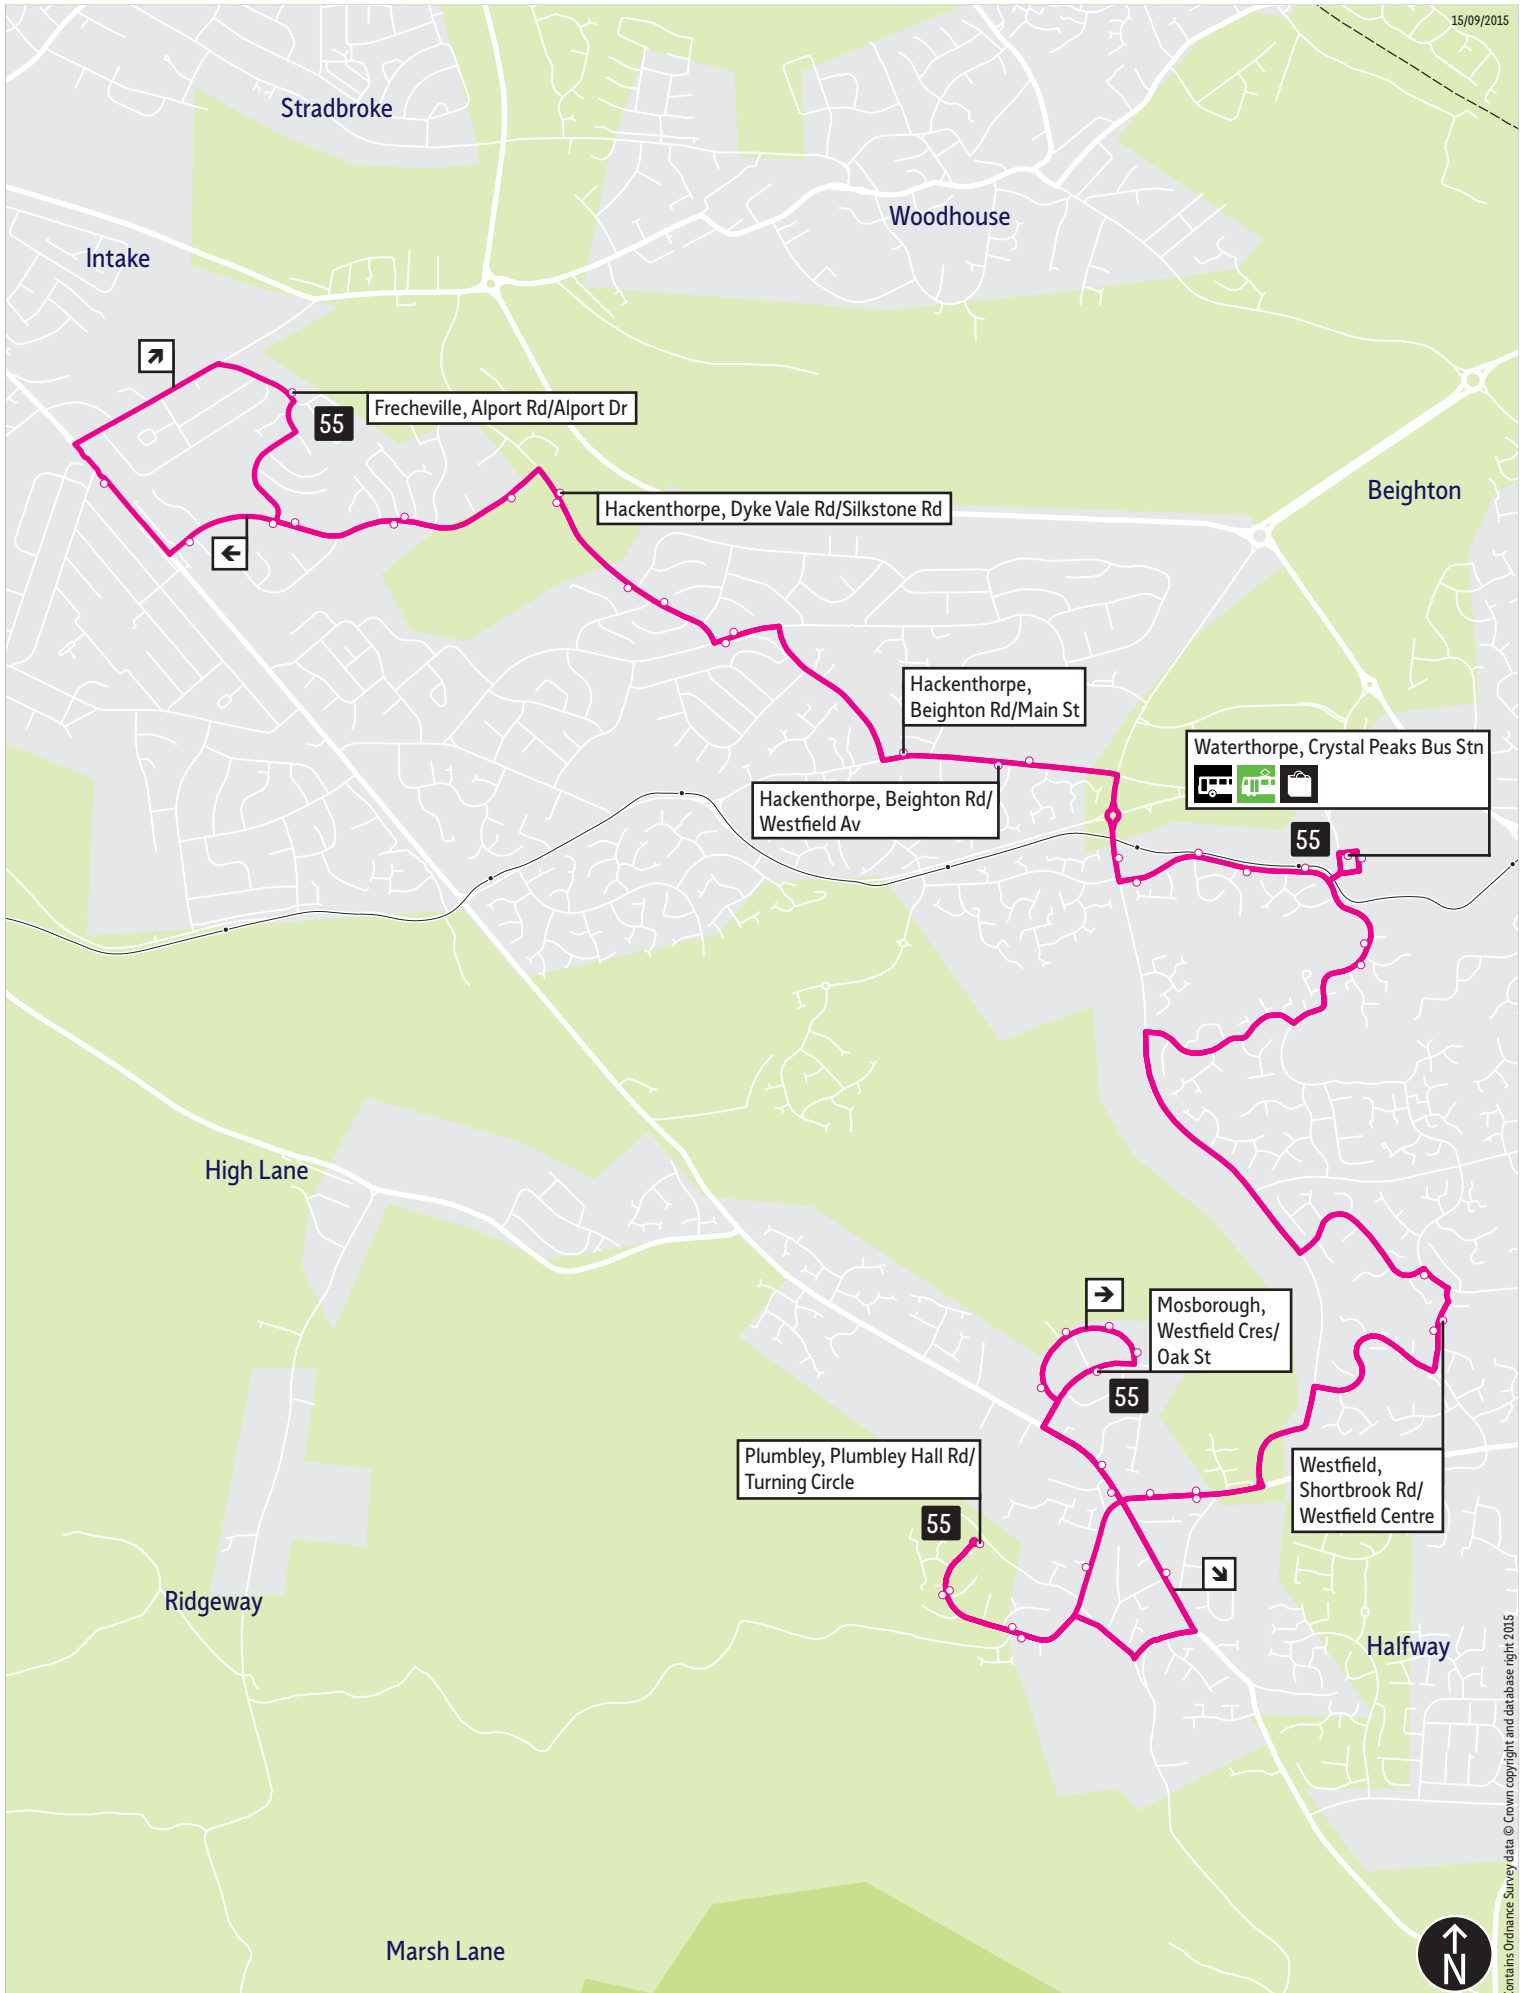 15/09/2015
Stradbroke
Woodhouse
Intake
Frecheville, Alport Rd/Alport Dr
55
Hackenthorpe, Dyke Vale Rd/Silkstone Rd
Beighton
Hackenthorpe,
Beighton Rd/Main St
Waterthorpe, Crystal Peaks Bus Stn
Hackenthorpe, Beighton Rd/
Westfield Av
55
High Lane
Mosborough,
Westfield Cres/
Oak St
55
Plumbley, Plumbley Hall Rd/
Turning Circle
55
Westfield,
Shortbrook Rd/
Westfield Centre
Ridgeway
Halfway
Marsh Lane
N
ontains Ordnance Survey data © Crown copyright and database right 2015